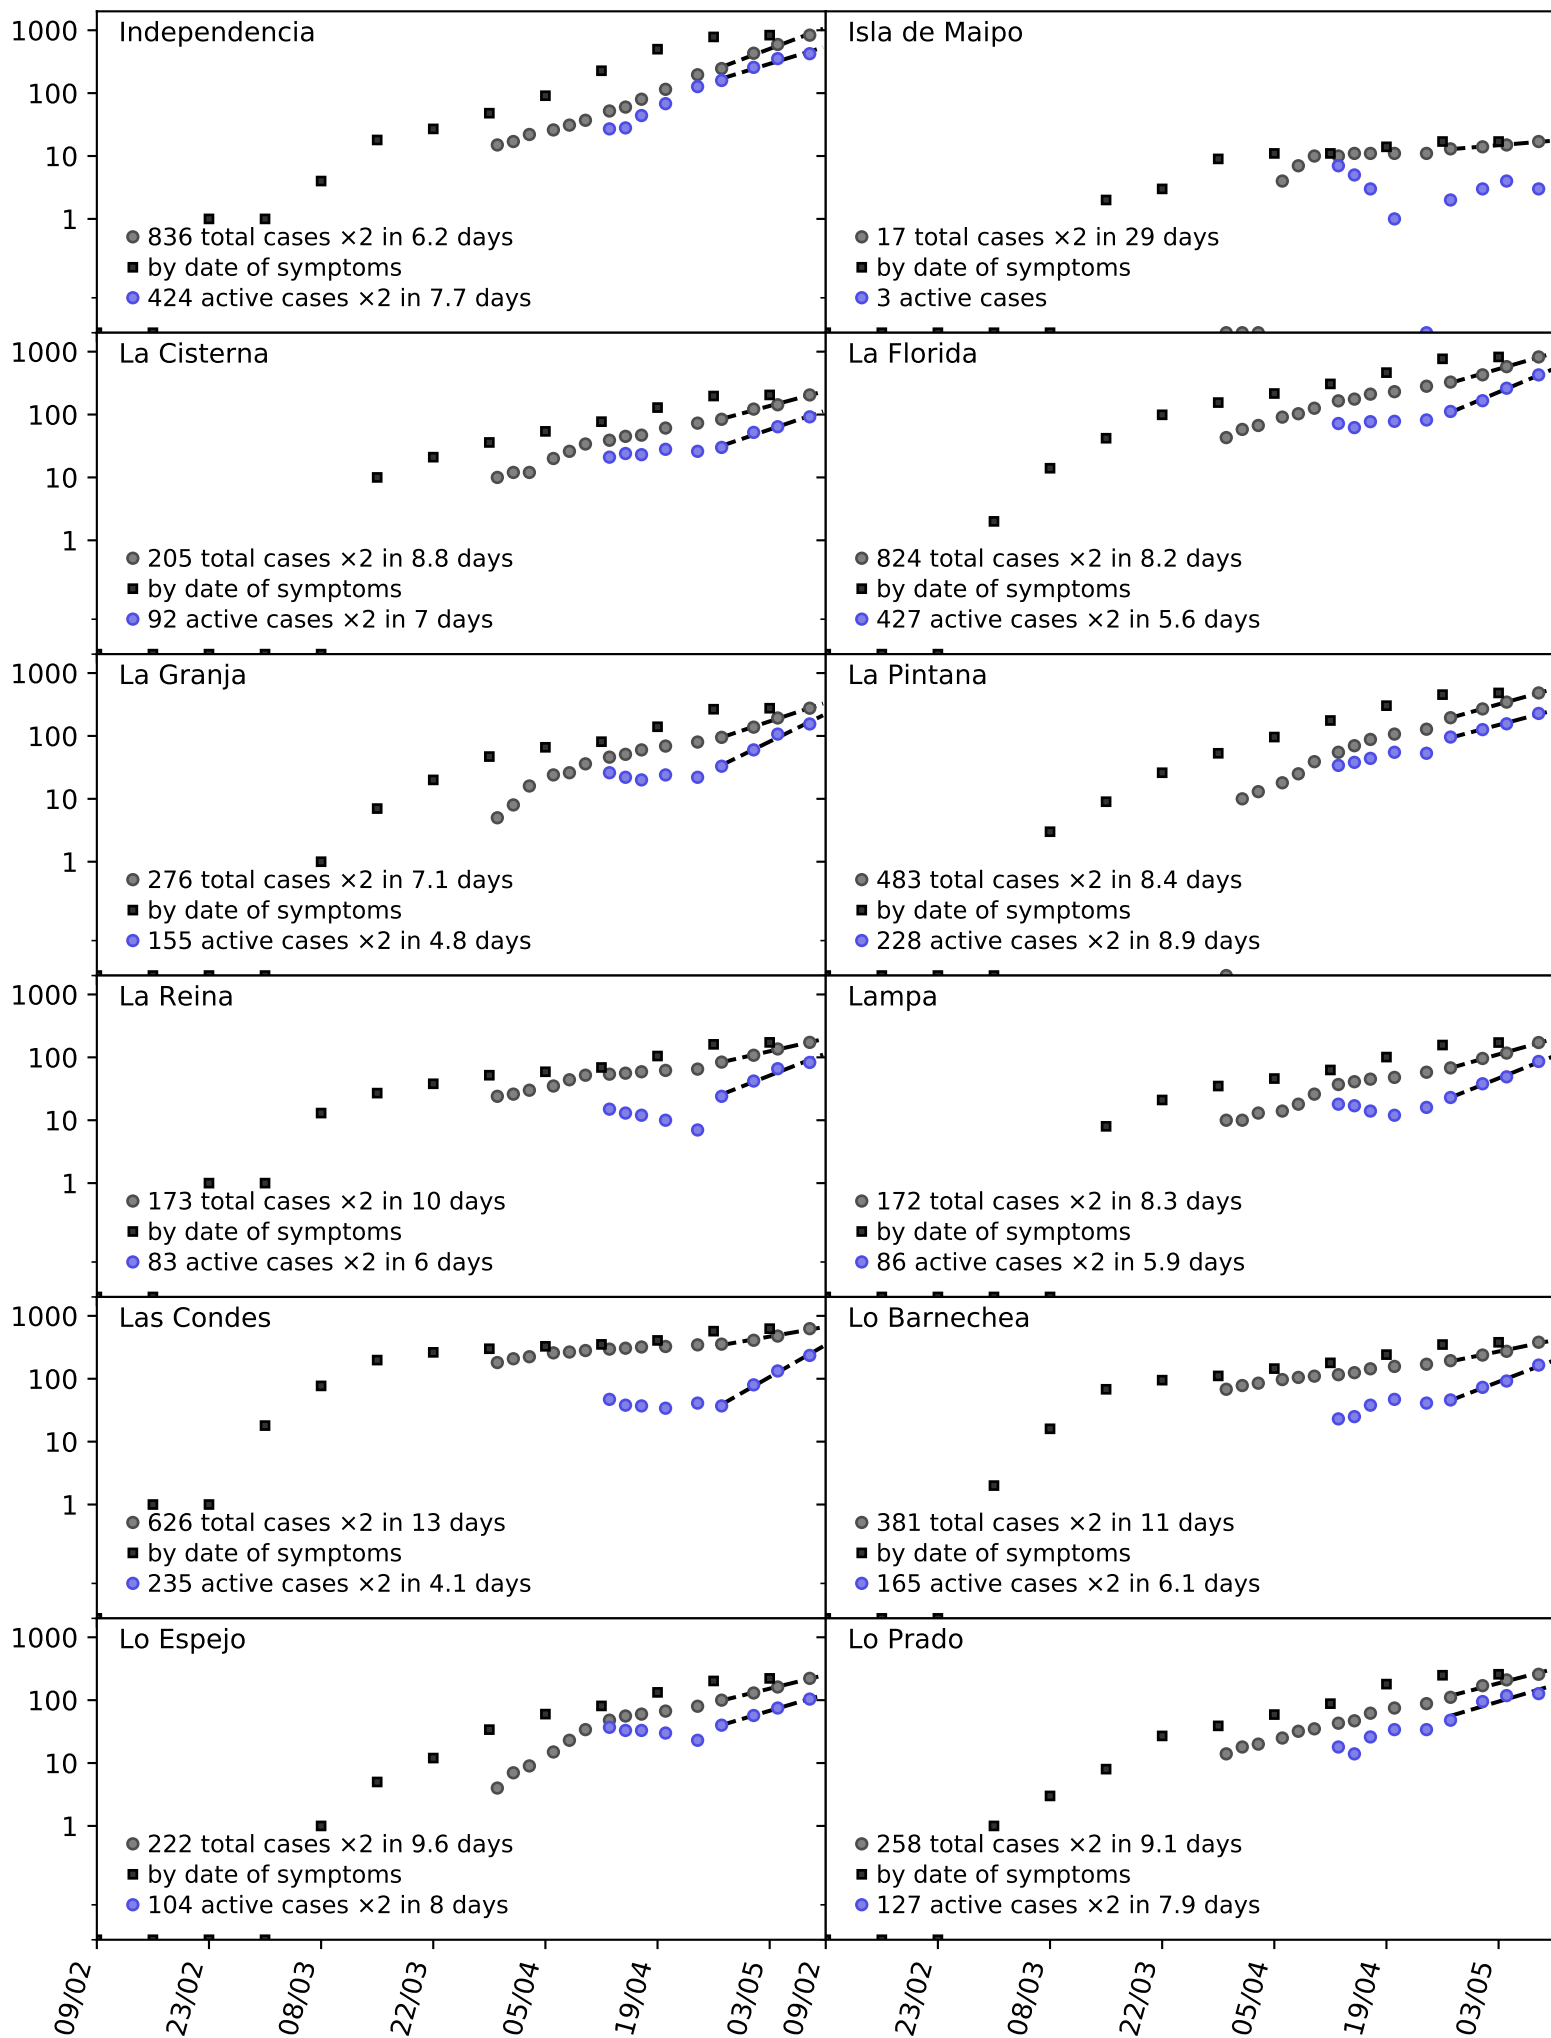 Independencia
1000
100
10
1
836 total cases ×2 in 6.2 days
by date of symptoms
424 active cases ×2 in 7.7 days
Isla de Maipo
17 total cases ×2 in 29 days
by date of symptoms
3 active cases
La Cisterna
1000
100
10
1
205 total cases ×2 in 8.8 days
by date of symptoms
92 active cases ×2 in 7 days
La Florida
824 total cases ×2 in 8.2 days
by date of symptoms
427 active cases ×2 in 5.6 days
La Granja
1000
100
10
1
276 total cases ×2 in 7.1 days
by date of symptoms
155 active cases ×2 in 4.8 days
La Pintana
483 total cases ×2 in 8.4 days
by date of symptoms
228 active cases ×2 in 8.9 days
La Reina
1000
100
10
1
173 total cases ×2 in 10 days
by date of symptoms
83 active cases ×2 in 6 days
Lampa
172 total cases ×2 in 8.3 days
by date of symptoms
86 active cases ×2 in 5.9 days
Las Condes
1000
100
10
1
626 total cases ×2 in 13 days
by date of symptoms
235 active cases ×2 in 4.1 days
Lo Barnechea
381 total cases ×2 in 11 days
by date of symptoms
165 active cases ×2 in 6.1 days
Lo Espejo
1000
100
10
1
222 total cases ×2 in 9.6 days
by date of symptoms
104 active cases ×2 in 8 days
Lo Prado
258 total cases ×2 in 9.1 days
by date of symptoms
127 active cases ×2 in 7.9 days
09/02
23/02
08/03
22/03
05/04
19/04
03/05
09/02
23/02
08/03
22/03
05/04
19/04
03/05